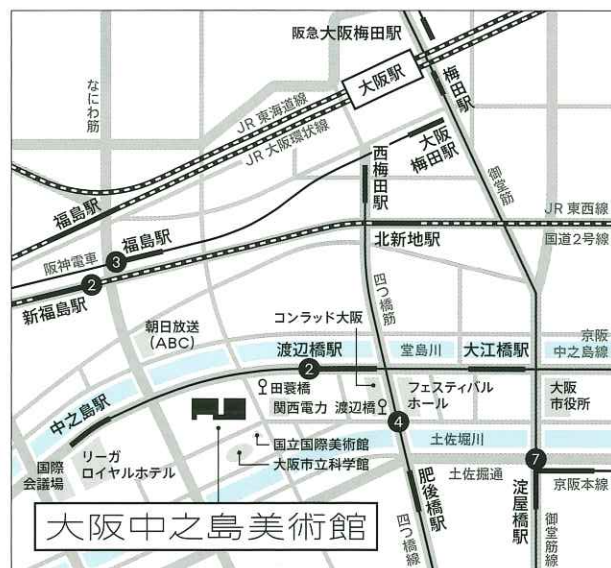 阪急大阪梅田駅
大阪駅
梅田駅
なにわ筋
JR東海道線
JR大阪環状線
大阪
梅田駅
西梅田駅
御堂筋
福島駅
福島駅
阪神電車
3
北新地駅
JR東西線
国道2号線
2
新福島駅
四つ橋筋
朝日放送
(ABC)
コンラッド大阪
渡辺橋駅
堂島川
大江橋駅
京阪
中之島線
2
田蓑橋
関西電力
渡辺橋
フェスティバル
ホール
大阪
市役所
中之島駅
4
国立国際美術館
大阪市立科学館
土佐堀川
国際
会議場
リーガ
ロイヤルホテル
肥後橋駅
土佐掘通
7
淀屋橋駅
京阪本線
四つ橋線
御堂筋線
大阪中之島美術館